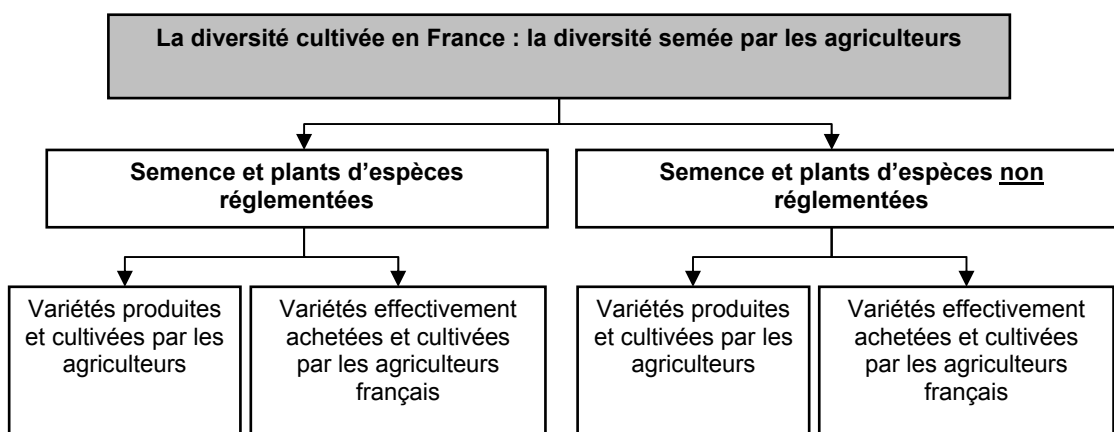 La diversité cultivée en France : la diversité semée par les agriculteurs
Semence et plants d’espèces
réglementées
Semence et plants d’espèces non
réglementées
Variétés produites
et cultivées par les
agriculteurs
Variétés effectivement
achetées et cultivées
par les agriculteurs
français
Variétés produites
et cultivées par les
agriculteurs
Variétés effectivement
achetées et cultivées
par les agriculteurs
français